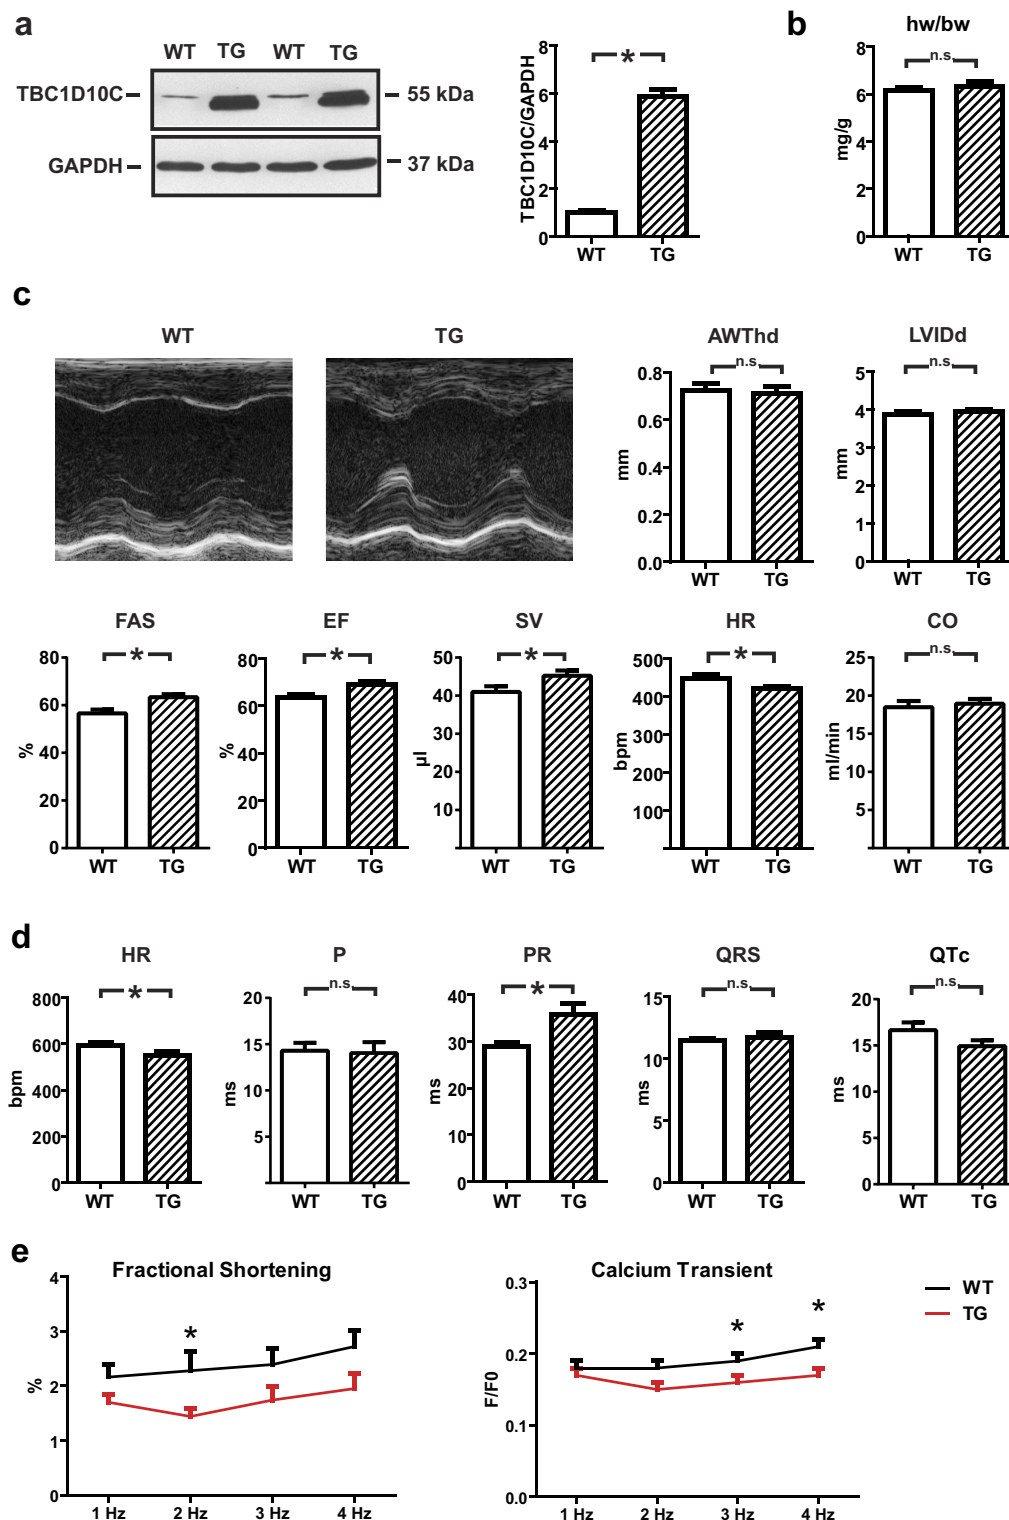 a
WT TG WT TG
TBC1D10C
55 kDa
GAPDH
37 kDa
TBC1D10C/GAPDH
8
6
4
2
0
*
WT TG
b
hw/bw
n.s.
mg/g
8
6
4
2
0
WT TG
c
WT
TG
AWThd
n.s.
mm
0.8
0.6
0.4
0.2
0.0
WT TG
LVIDd
n.s.
mm
5
4
3
2
1
0
WT TG
FAS
*
%
80
60
40
20
0
WT TG
EF
*
%
80
60
40
20
0
WT TG
SV
*
µl
50
40
30
20
10
WT TG
HR
*
bpm
500
400
300
200
100
WT TG
CO
n.s.
ml/min
25
20
15
10
5
WT TG
d
HR
*
bpm
800
600
400
200
0
WT TG
P
n.s.
ms
20
15
10
5
WT TG
PR
*
ms
40
30
20
10
0
WT TG
QRS
n.s.
ms
15
10
5
0
WT TG
QTc
n.s.
ms
20
15
10
5
0
WT TG
e
Fractional Shortening
%
4
3
2
1
0
*
1 Hz 2 Hz 3 Hz 4 Hz
Calcium Transient
F/F0
0.3
0.2
0.1
0.0
* *
1 Hz 2 Hz 3 Hz 4 Hz
WT
TG